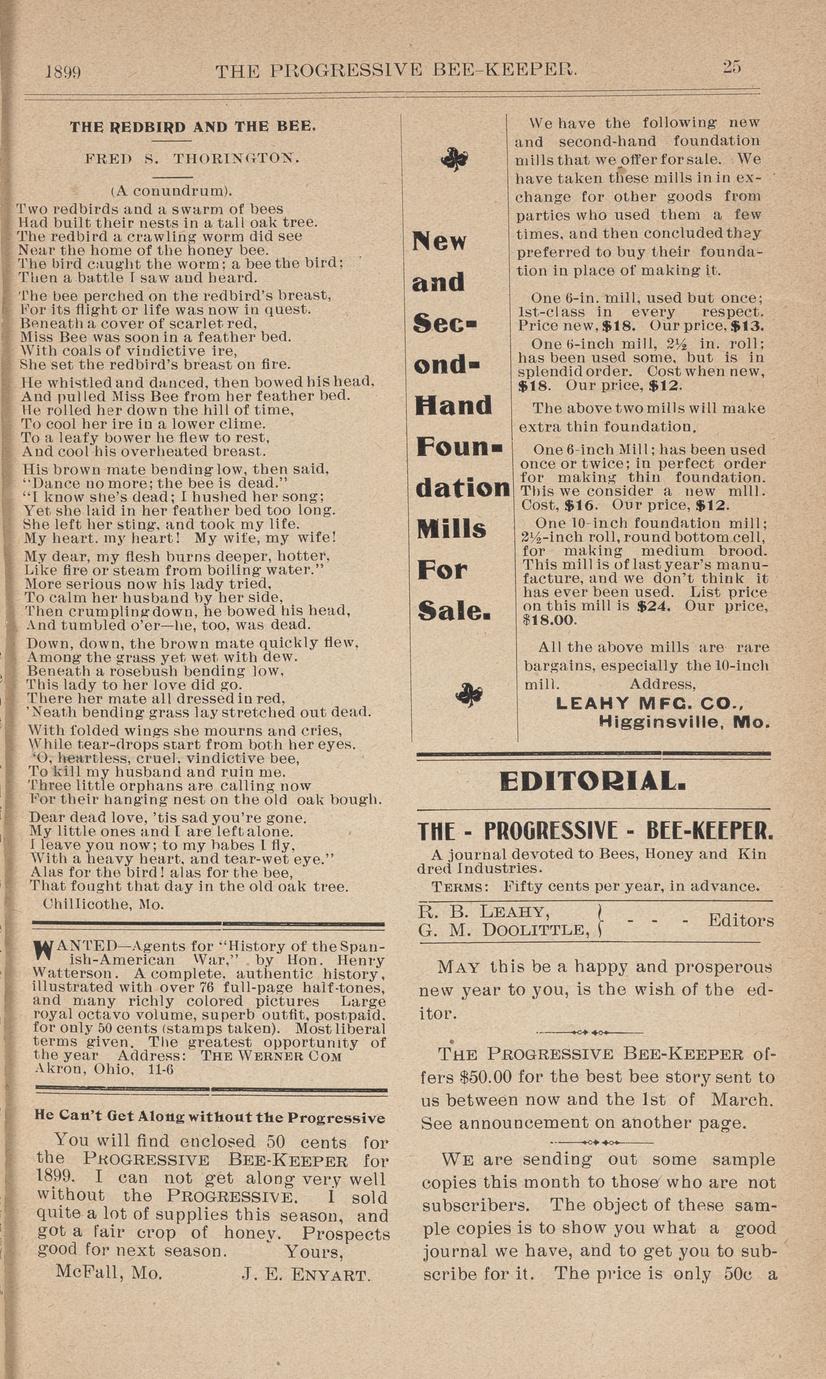 1899
THE PROGRESSIVE BEE-KEEPER.
25
THE REDBIRD AND THE BEE.
FRED S. THORINGTON.
(A conundrum).
Two redbirds and a swarm of bees
Had built their nests in a tall oak tree.
The redbird a crawling worm did see
Near the home of the honey bee.
The bird caught the worm; a bee the bird;
Then a battle I saw and heard.
The bee perched on the redbird's breast,
For its flight or life was now in quest.
Beneath a cover of scarlet red,
Miss Bee was soon in a feather bed.
With coals of vindictive ire,
She set the redbird's breast on fire.
He whistled and danced, then bowed his head,
And pulled Miss Bee from her feather bed.
He rolled her down the hill of time,
To cool her ire in a lower clime.
To a leafy bower he flew to rest,
And cool his overheated breast.
His brown mate bending low, then said,
"Dance no more; the bee is dead."
"I know she's dead; I hushed her song;
Yet she laid in her feather bed too long.
She left her sting, and took my life.
My heart, my heart! My wife, my wife!
My dear, my flesh burns deeper, hotter,
Like fire or steam from boiling water."
More serious now his lady tried,
To calm her husband by her side,
Then crumpling down, he bowed his head,
And tumbled o'er—he, too, was dead.
Down, down, the brown mate quickly flew,
Among the grass yet wet with dew.
Beneath a rosebush bending low,
This lady to her love did go.
There her mate all dressed in red,
'Neath bending grass lay stretched out dead.
With folded wings she mourns and cries,
While tear-drops start from both her eyes.
"O, heartless, cruel, vindictive bee,
To kill my husband and ruin me.
Three little orphans are calling now
For their hanging nest on the old oak bough.
Dear dead love, 'tis sad you're gone.
My little ones and I are left alone.
I leave you now; to my babes I fly,
With a heavy heart, and tear-wet eye."
Alas for the bird! alas for the bee,
That fought that day in the old oak tree.
Chillicothe, Mo.
WANTED—Agents for "History of the Span-
ish-American War," by Hon. Henry
Watterson. A complete, authentic history,
illustrated with over 76 full-page half-tones,
and many richly colored pictures Large
royal octavo volume, superb outfit, postpaid,
for only 50 cents (stamps taken). Most liberal
terms given. The greatest opportunity of
the year Address: THE WERNER COM
Akron, Ohio, 11-6
He Can't Get Along without the Progressive
You will find enclosed 50 cents for
the PROGRESSIVE BEE-KEEPER for
1899. I can not get along very well
without the PROGRESSIVE. I sold
quite a lot of supplies this season, and
got a fair crop of honey. Prospects
good for next season. Yours,
McFall, Mo. J. E. ENYART.
New
and
Sec-
ond-
Hand
Foun-
dation
Mills
For
Sale.
We have the following new
and second-hand foundation
mills that we offer for sale. We
have taken these mills in in ex-
change for other goods from
parties who used them a few
times, and then concluded they
preferred to buy their founda-
tion in place of making it.
One 6-in. mill, used but once;
1st-class in every respect.
Price new, $18. Our price, $13.
One 6-inch mill, 2½ in. roll;
has been used some, but is in
splendid order. Cost when new,
$18. Our price, $12.
The above two mills will make
extra thin foundation.
One 6-inch Mill; has been used
once or twice; in perfect order
for making thin foundation.
This we consider a new mill.
Cost, $16. Our price, $12.
One 10-inch foundation mill;
2½-inch roll, round bottom cell,
for making medium brood.
This mill is of last year's manu-
facture, and we don't think it
has ever been used. List price
on this mill is $24. Our price,
$18.00.
All the above mills are rare
bargains, especially the 10-inch
mill. Address,
LEAHY MFG. CO.,
Higginsville, Mo.
EDITORIAL.
THE - PROGRESSIVE - BEE-KEEPER.
A journal devoted to Bees, Honey and Kin
dred Industries.
TERMS: Fifty cents per year, in advance.
R. B. LEAHY,
G. M. DOOLITTLE, } - - - Editors
MAY this be a happy and prosperous
new year to you, is the wish of the ed-
itor.
THE PROGRESSIVE BEE-KEEPER of-
fers $50.00 for the best bee story sent to
us between now and the 1st of March.
See announcement on another page.
WE are sending out some sample
copies this month to those who are not
subscribers. The object of these sam-
ple copies is to show you what a good
journal we have, and to get you to sub-
scribe for it. The price is only 50c a